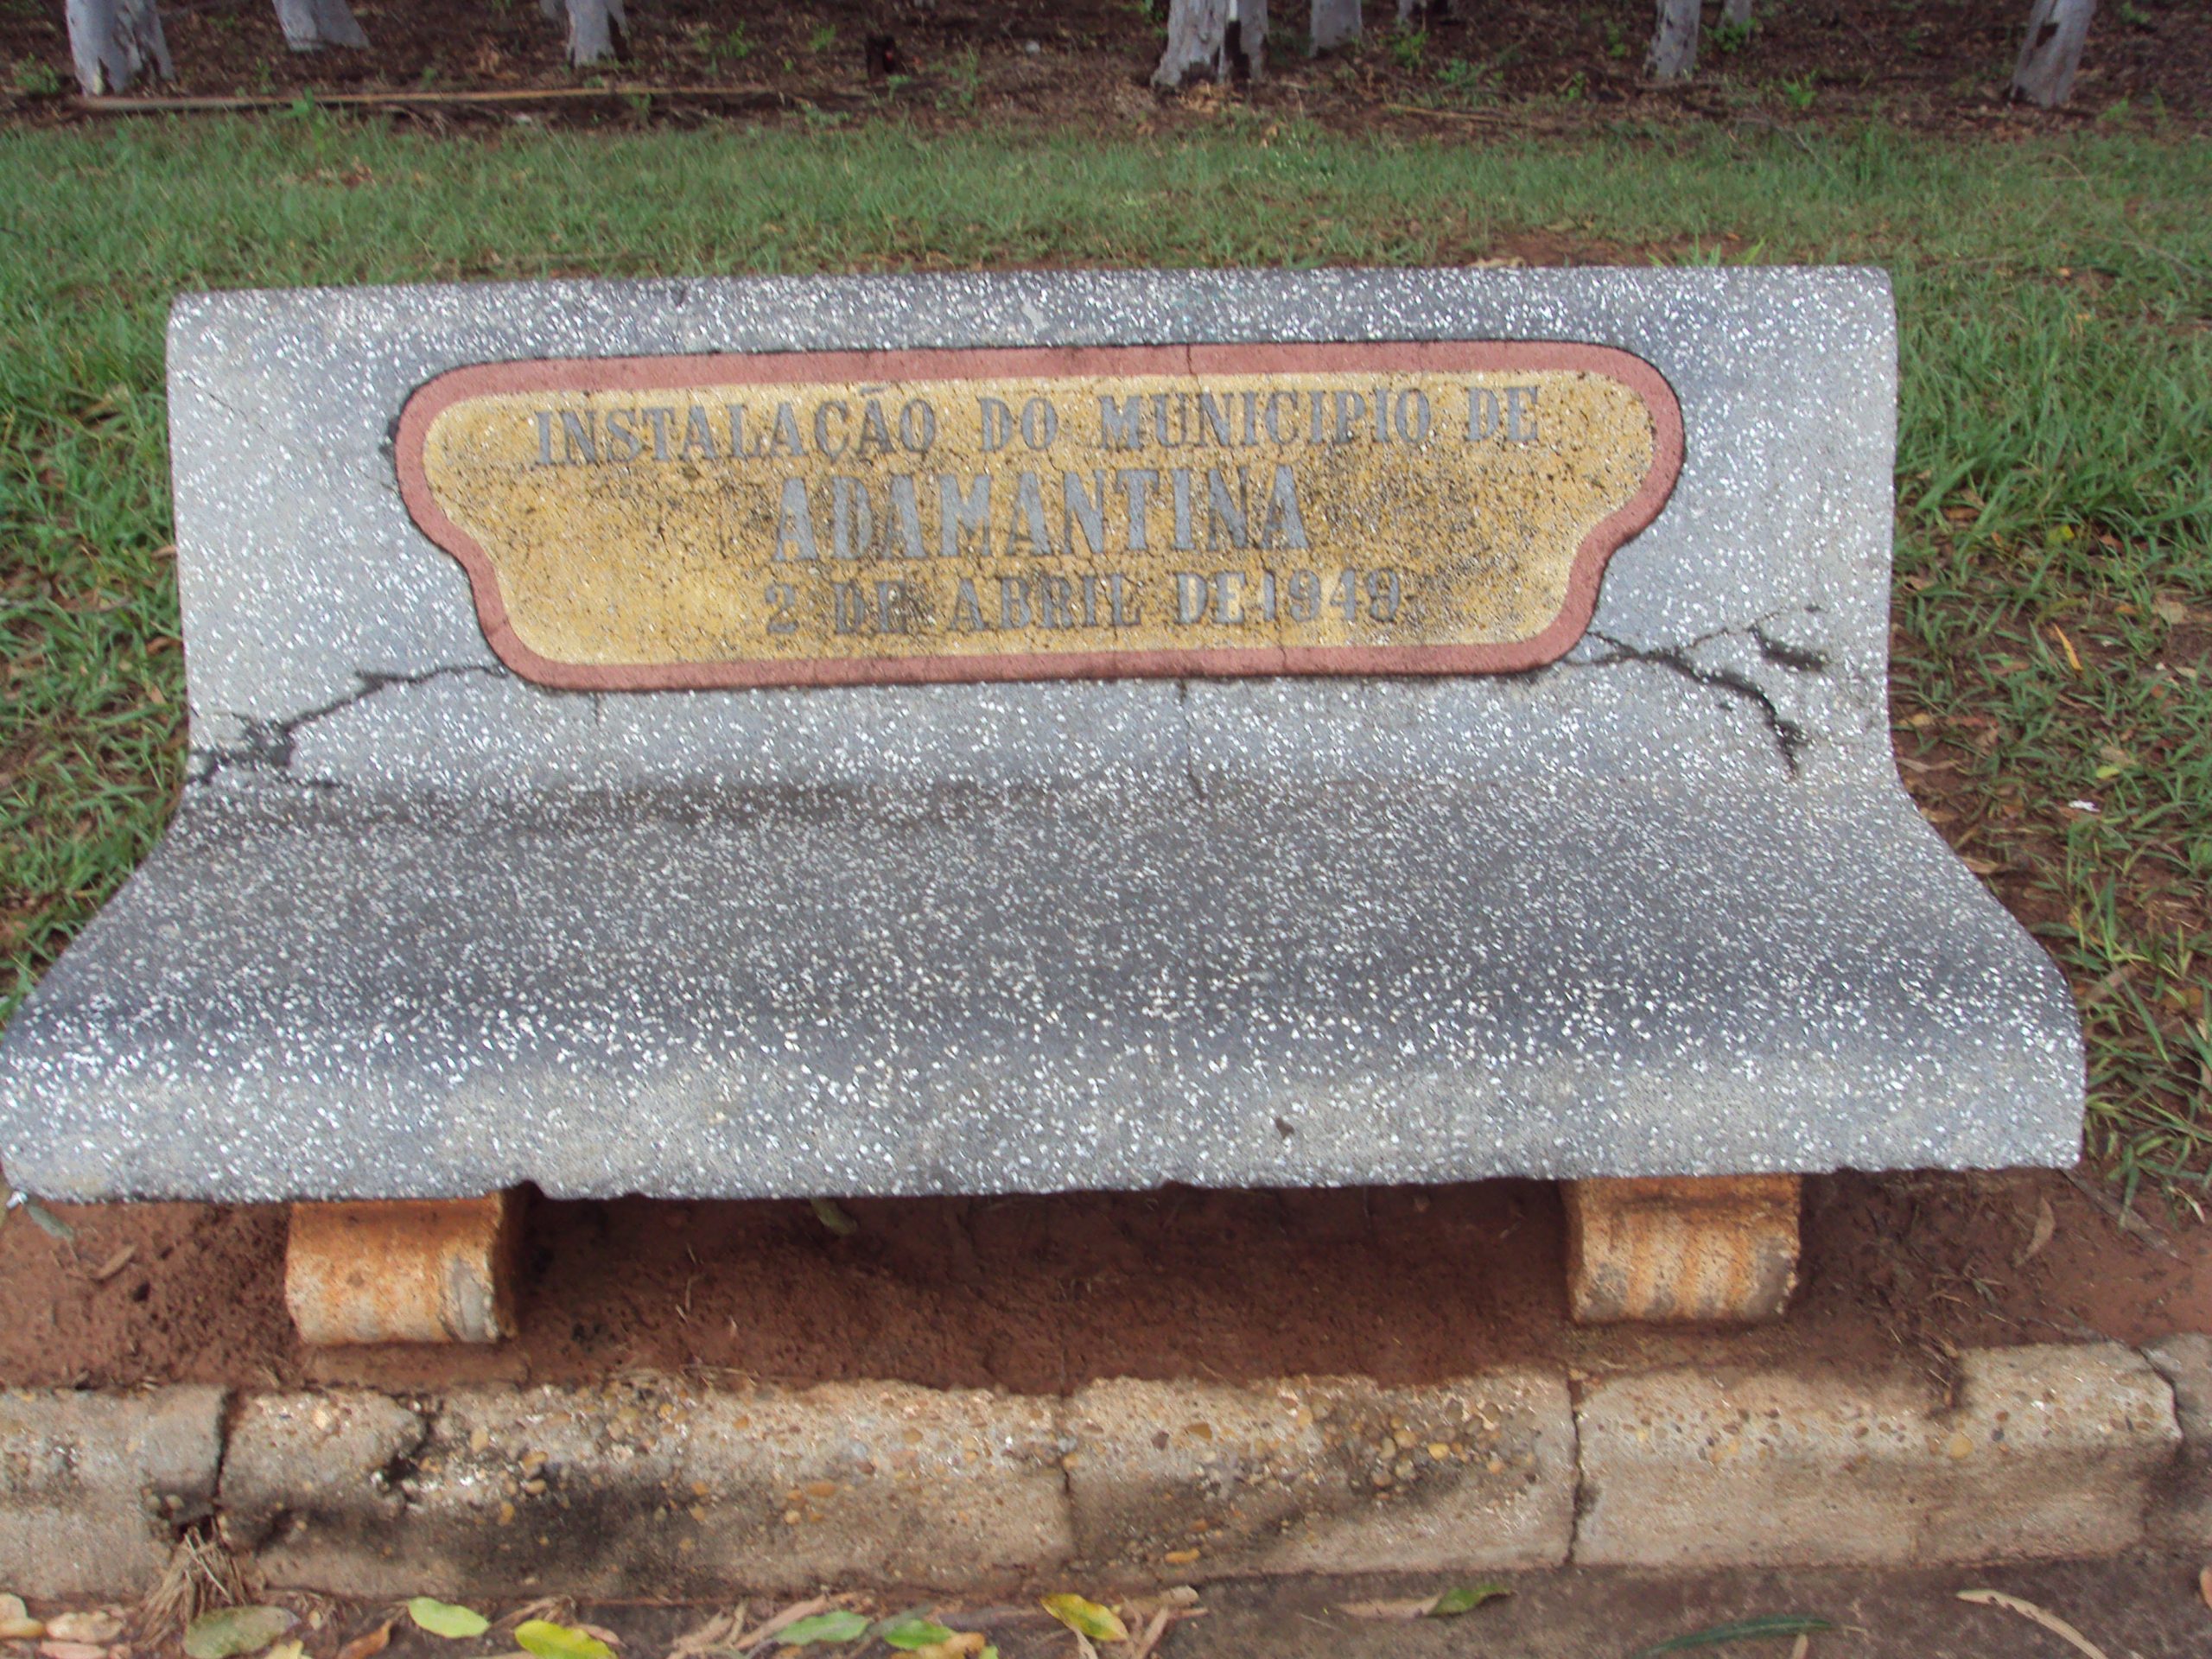 INSTALAÇÃO DO MUNICIPIO DE
ADAMANTINA
2 DE ABRIL DE 1949